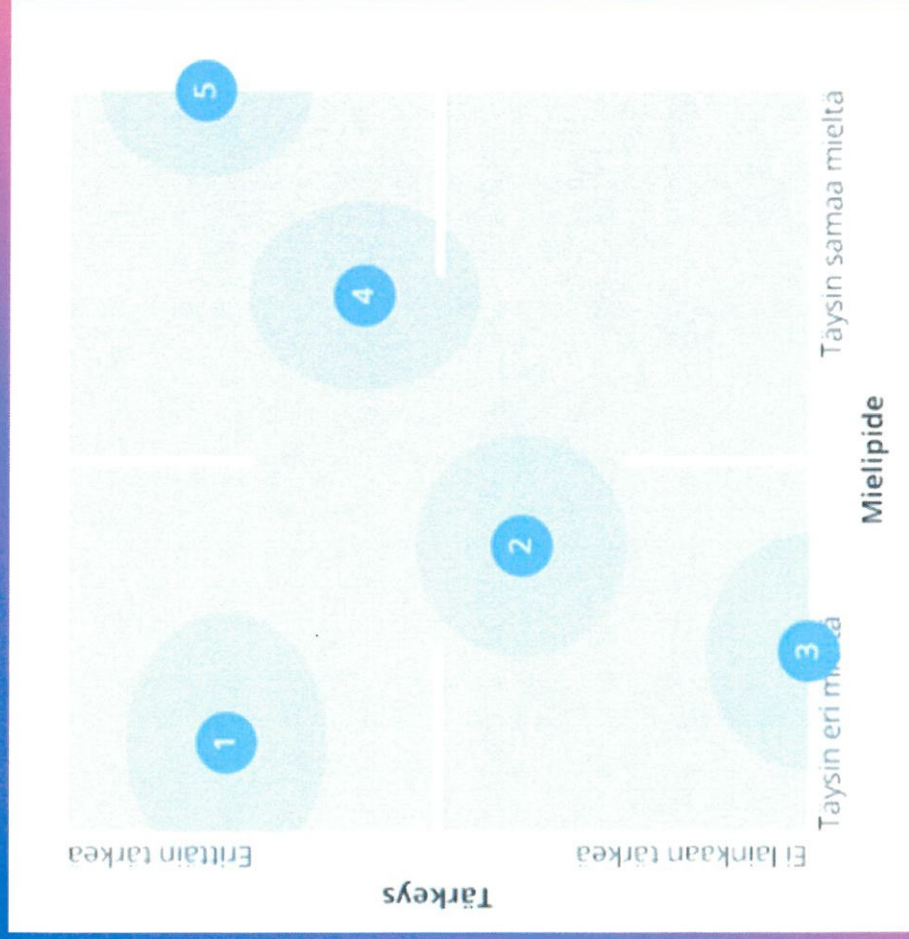 Tärkeys
Erittäin tärkeä
5
1
4
2
3
Ei lainkaan tärkeä
Täysin eri
Täysin samaa mieltä
Mielipide